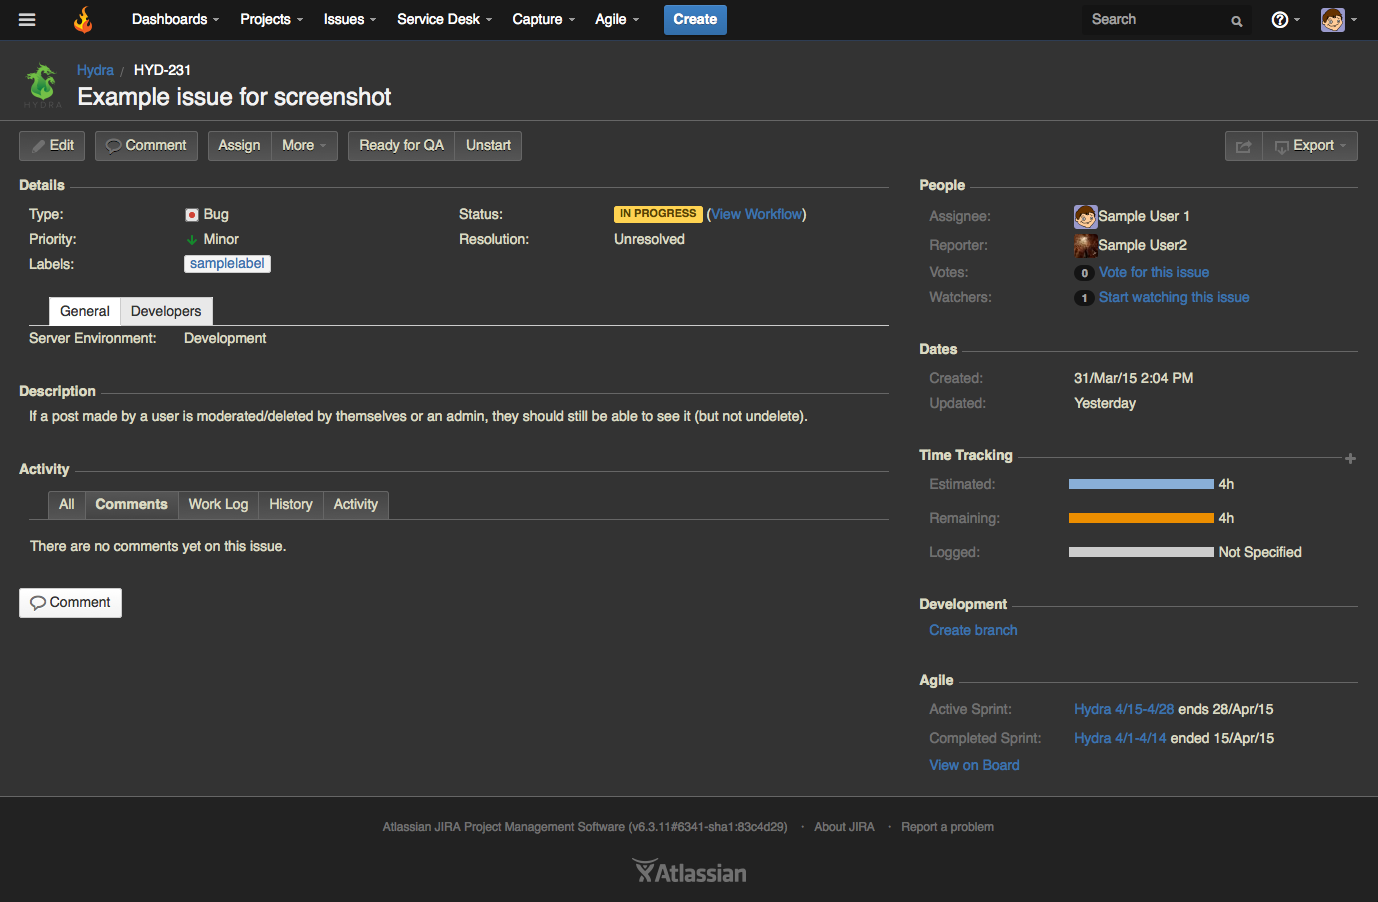 Dashboards Projects Issues Service Desk Capture Agile Create Search
Hydra / HYD-231
HYDRA
Example issue for screenshot
Edit Comment Assign More Ready for QA Unstart Export
Details
Type: Bug Status: IN PROGRESS (View Workflow)
Priority: Minor Resolution: Unresolved
Labels: samplelabel
General Developers
Server Environment: Development
Description
If a post made by a user is moderated/deleted by themselves or an admin, they should still be able to see it (but not undelete).
Activity
All Comments Work Log History Activity
There are no comments yet on this issue.
Comment
People
Assignee: Sample User 1
Reporter: Sample User2
Votes: 0 Vote for this issue
Watchers: 1 Start watching this issue
Dates
Created: 31/Mar/15 2:04 PM
Updated: Yesterday
Time Tracking
Estimated: 4h
Remaining: 4h
Logged: Not Specified
Development
Create branch
Agile
Active Sprint: Hydra 4/15-4/28 ends 28/Apr/15
Completed Sprint: Hydra 4/1-4/14 ended 15/Apr/15
View on Board
Atlassian JIRA Project Management Software (v6.3.11#6341-sha1:83c4d29) · About JIRA · Report a problem
Atlassian